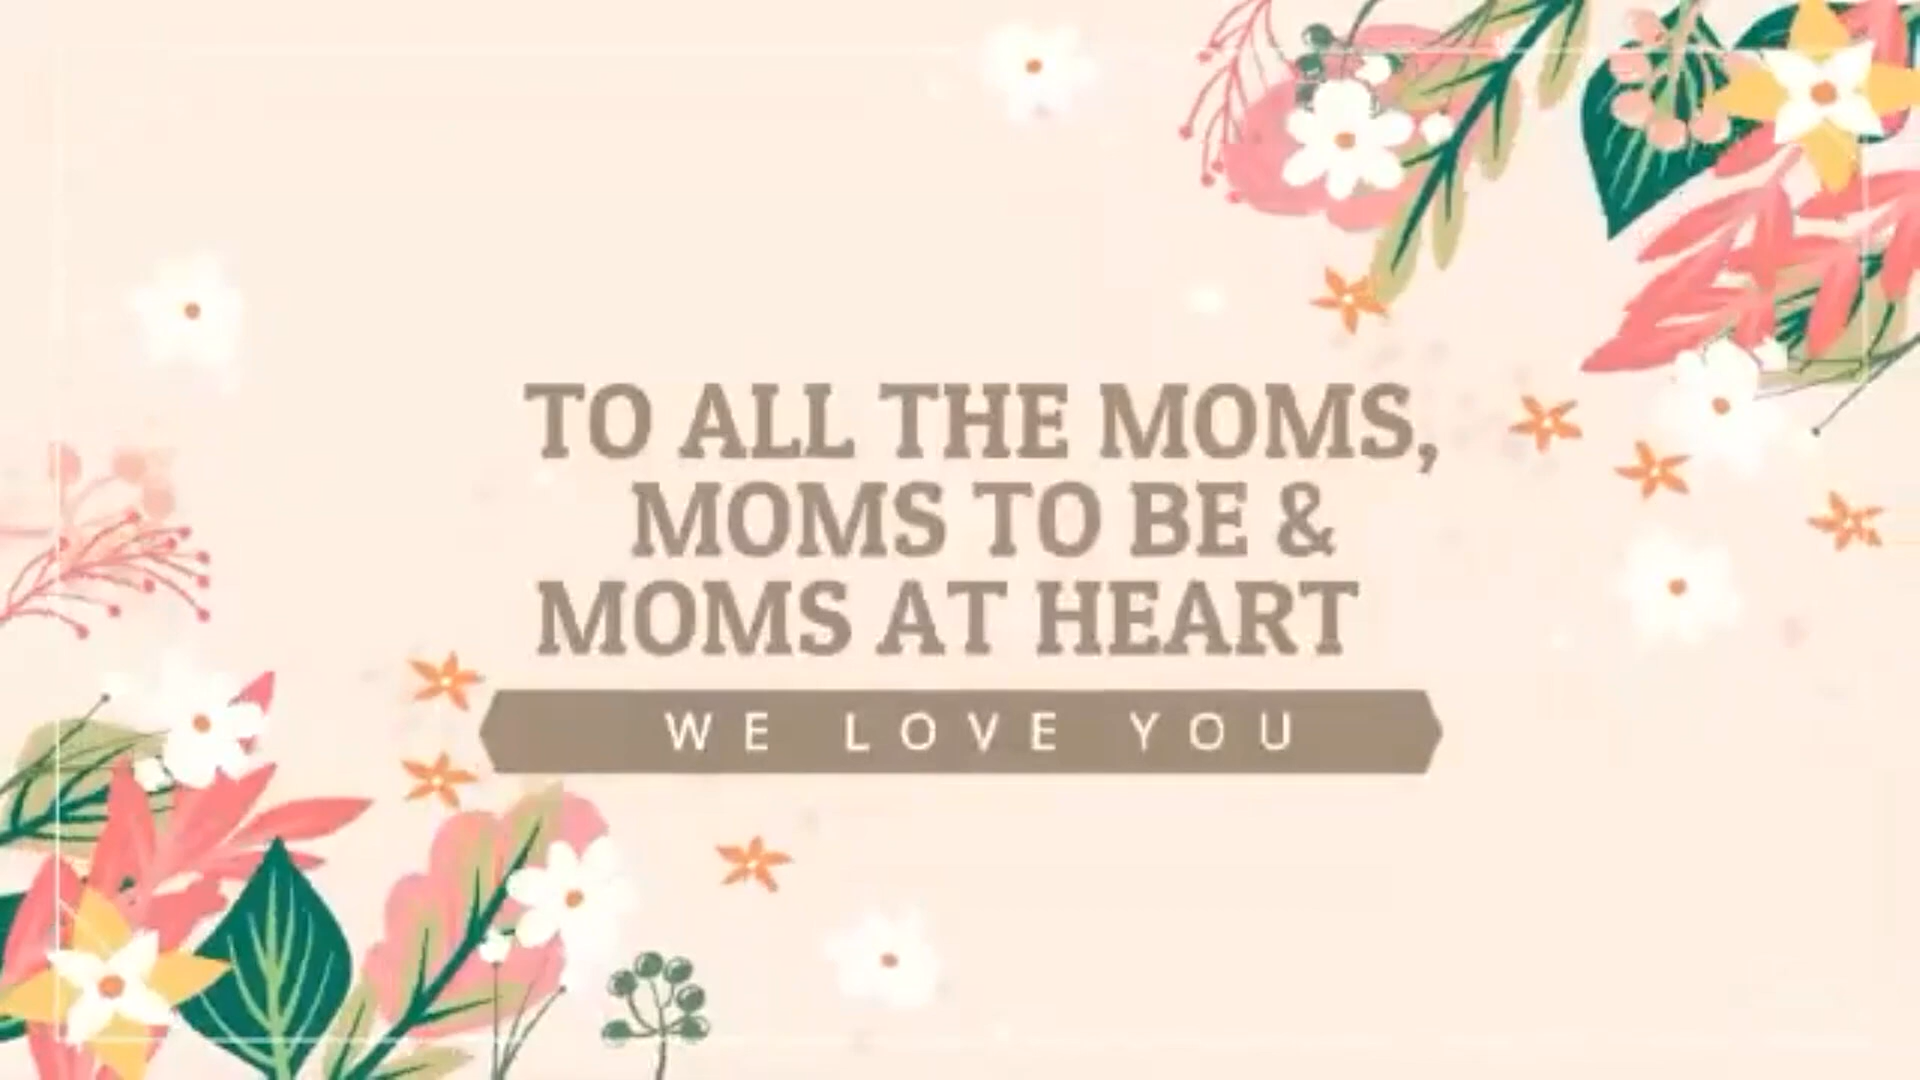 TO ALL THE MOMS,
MOMS TO BE &
MOMS AT HEART
WE LOVE YOU